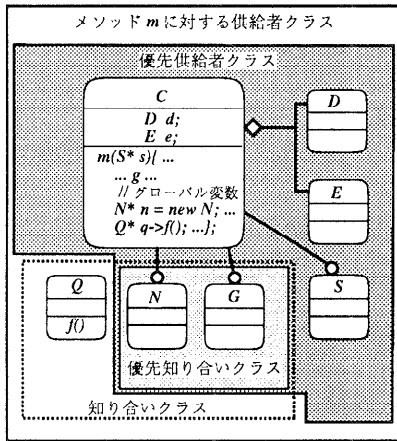 メソッド m に対する供給者クラス
優先供給者クラス
C
D d;
E e;
m(S* s){ ...
... g ...
// グローバル変数
N* n = new N; ...
Q* q->f(); ...};
D
E
S
Q
f()
N
G
優先知り合いクラス
知り合いクラス